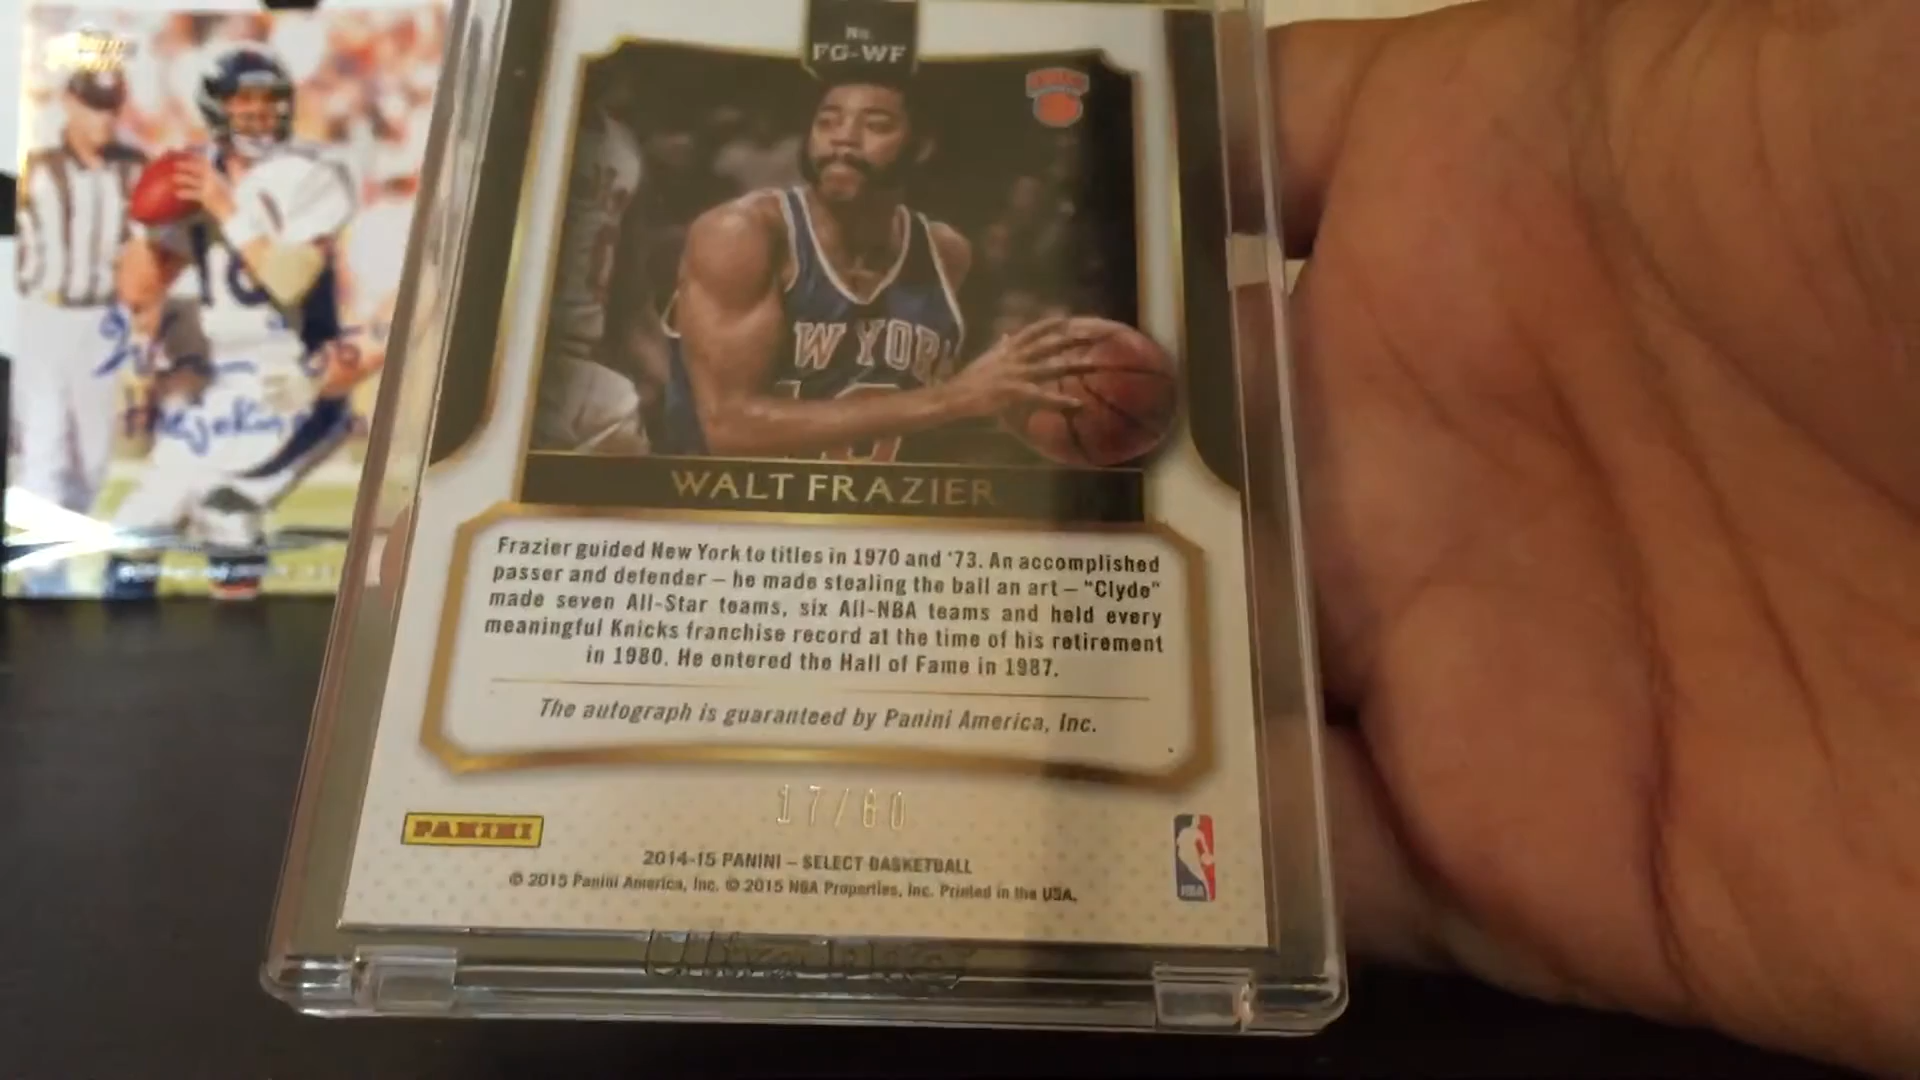 No.
FG-WF
W YOR
WALT FRAZIER
Frazier guided New York to titles in 1970 and '73. An accomplished
passer and defender – he made stealing the ball an art – "Clyde"
made seven All-Star teams, six All-NBA teams and held every
meaningful Knicks franchise record at the time of his retirement
in 1980. He entered the Hall of Fame in 1987.
The autograph is guaranteed by Panini America, Inc.
17/60
PANINI
2014-15 PANINI – SELECT BASKETBALL
© 2015 Panini America, Inc. © 2015 NBA Properties, Inc. Printed in the USA.
NBA